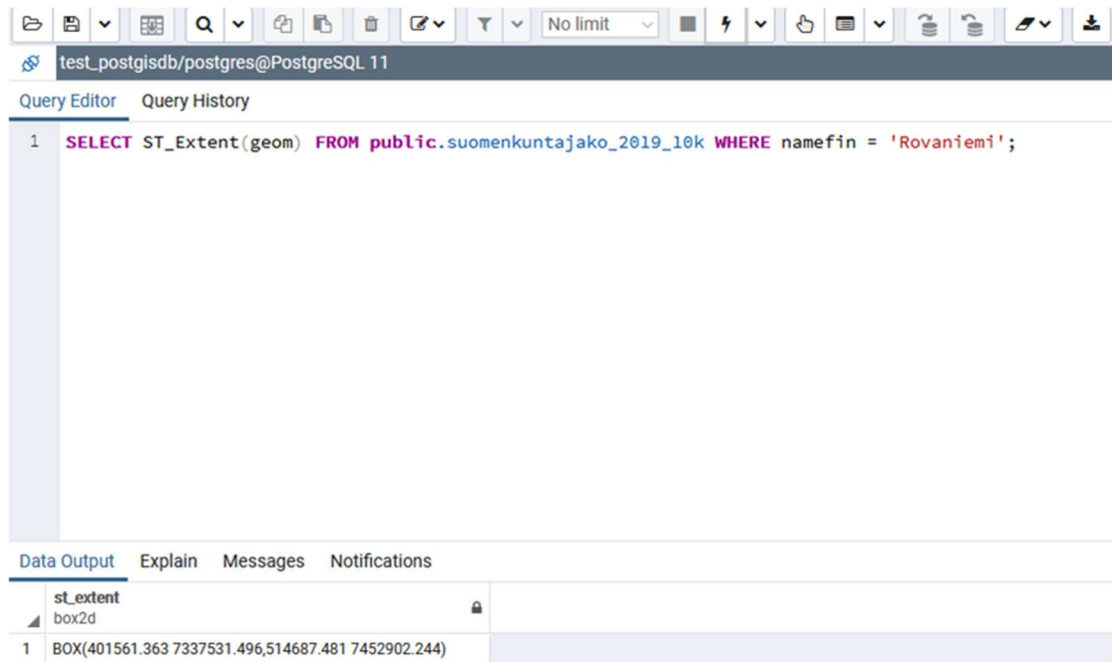 No limit
test_postgisdb/postgres@PostgreSQL 11
Query Editor Query History
1 SELECT ST_Extent(geom) FROM public.suomenkuntajako_2019_10k WHERE namefin = 'Rovaniemi';
Data Output Explain Messages Notifications
st_extent
box2d
1 BOX(401561.363 7337531.496,514687.481 7452902.244)